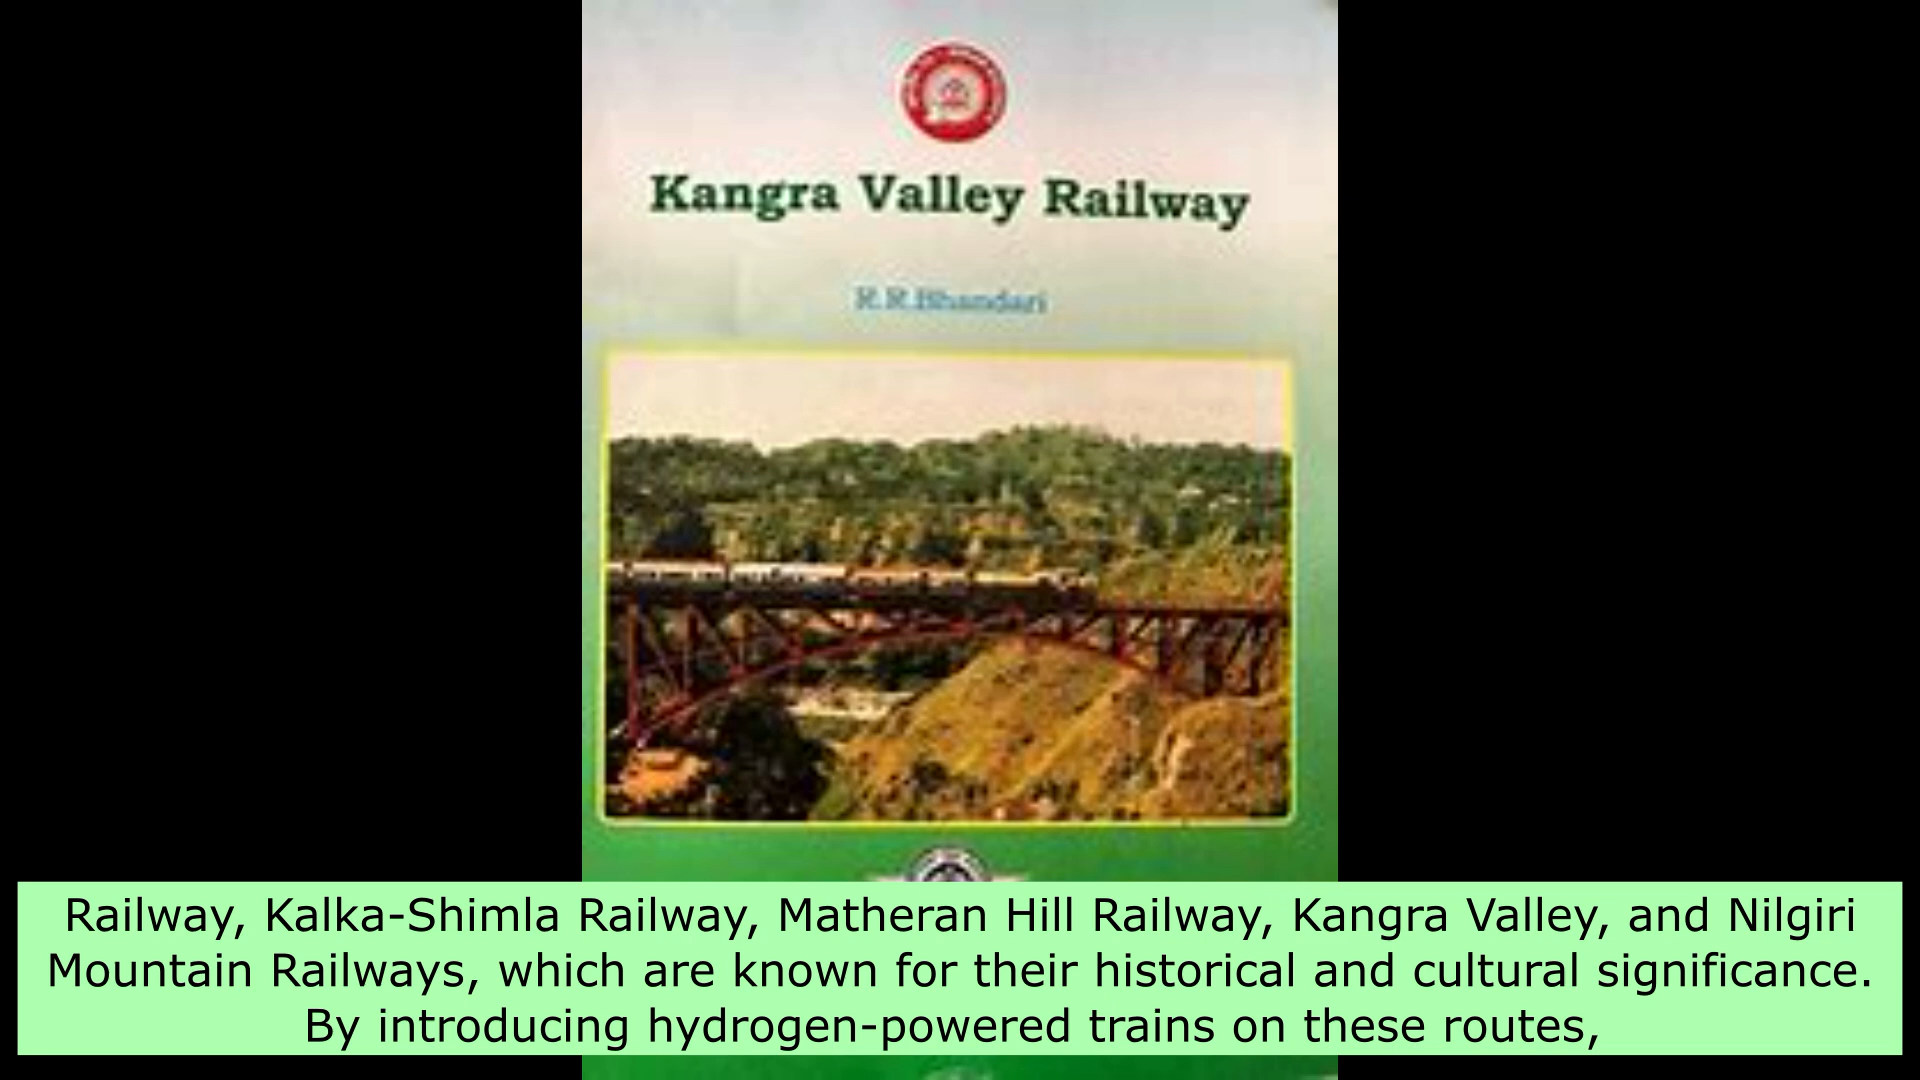 Kangra Valley Railway
R.R.Bhandari
Railway, Kalka-Shimla Railway, Matheran Hill Railway, Kangra Valley, and Nilgiri
Mountain Railways, which are known for their historical and cultural significance.
By introducing hydrogen-powered trains on these routes,